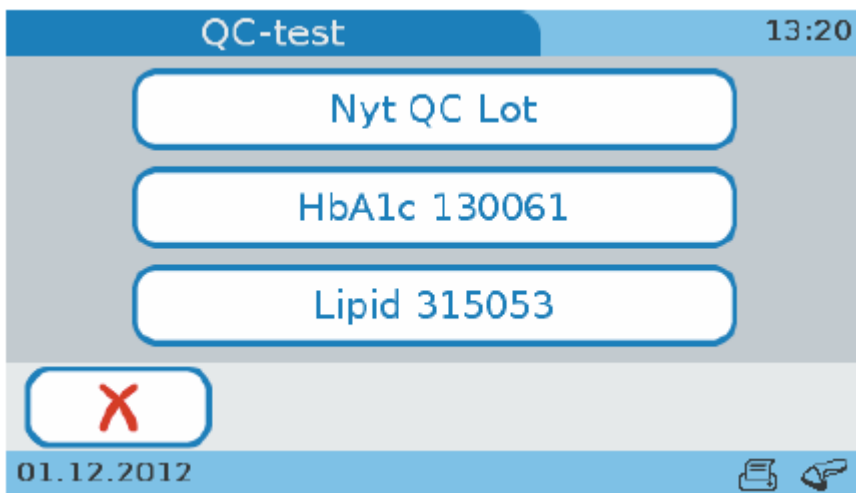 QC-test 13:20
Nyt QC Lot
HbA1c 130061
Lipid 315053
01.12.2012